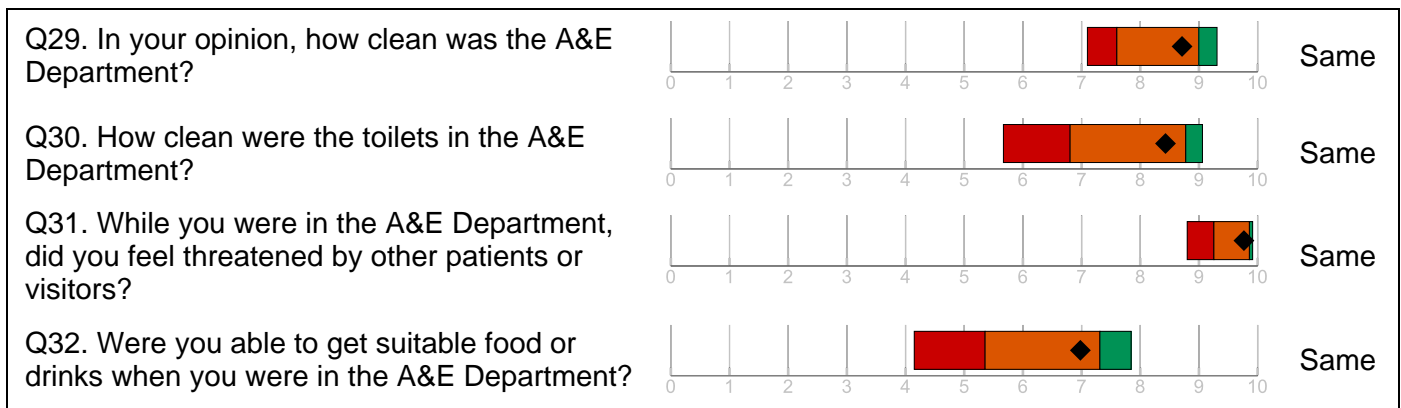 Q29. In your opinion, how clean was the A&E
Department?
0 1 2 3 4 5 6 7 8 9 10
Same
Q30. How clean were the toilets in the A&E
Department?
0 1 2 3 4 5 6 7 8 9 10
Same
Q31. While you were in the A&E Department,
did you feel threatened by other patients or
visitors?
0 1 2 3 4 5 6 7 8 9 10
Same
Q32. Were you able to get suitable food or
drinks when you were in the A&E Department?
0 1 2 3 4 5 6 7 8 9 10
Same